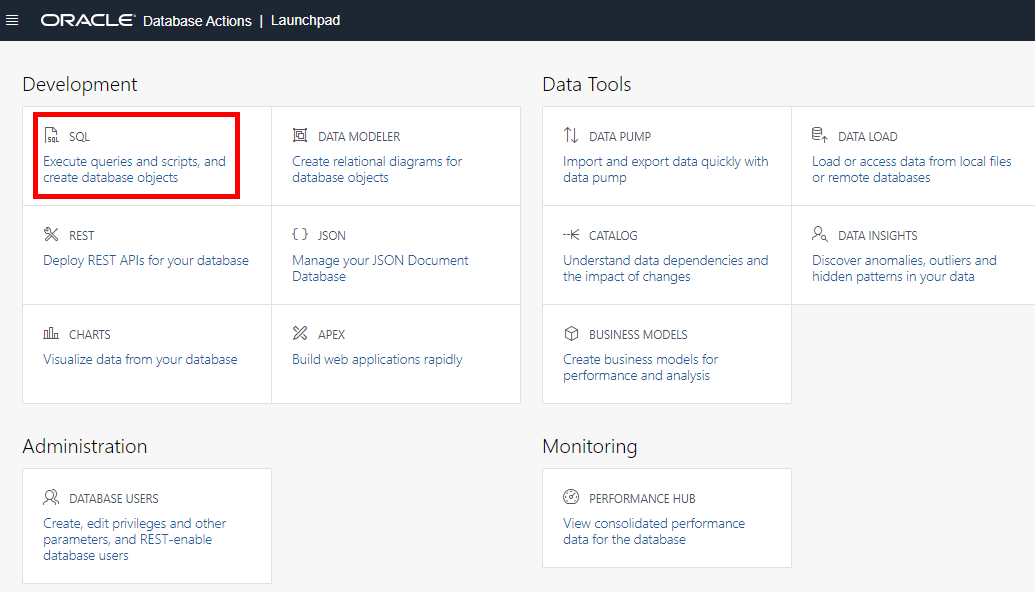 ORACLE Database Actions | Launchpad
Development
SQL
Execute queries and scripts, and
create database objects
DATA MODELER
Create relational diagrams for
database objects
REST
Deploy REST APIs for your database
{ } JSON
Manage your JSON Document
Database
CHARTS
Visualize data from your database
APEX
Build web applications rapidly
Data Tools
DATA PUMP
Import and export data quickly with
data pump
DATA LOAD
Load or access data from local files
or remote databases
CATALOG
Understand data dependencies and
the impact of changes
DATA INSIGHTS
Discover anomalies, outliers and
hidden patterns in your data
BUSINESS MODELS
Create business models for
performance and analysis
Administration
DATABASE USERS
Create, edit privileges and other
parameters, and REST-enable
database users
Monitoring
PERFORMANCE HUB
View consolidated performance
data for the database